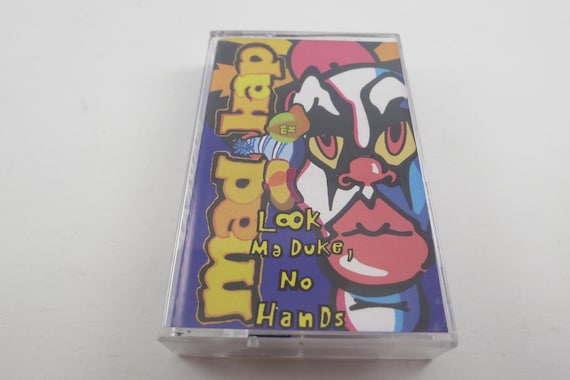 mad kap
Look
Ma Duke,
No
Hands